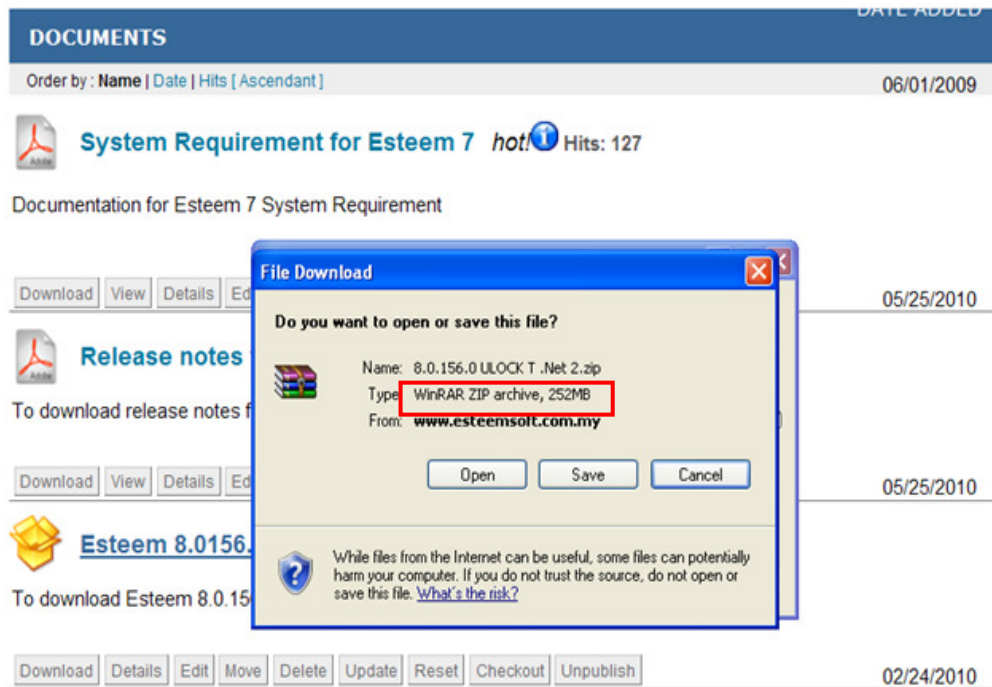 DATE ADDED
DOCUMENTS
Order by : Name | Date | Hits [ Ascendant ]
06/01/2009
Adobe
System Requirement for Esteem 7 hot! Hits: 127
Documentation for Esteem 7 System Requirement
Download View Details Ed
05/25/2010
File Download
Do you want to open or save this file?
Name: 8.0.156.0 ULOCK T .Net 2.zip
Type: WinRAR ZIP archive, 252MB
From: www.esteemsoft.com.my
Open Save Cancel
While files from the Internet can be useful, some files can potentially
harm your computer. If you do not trust the source, do not open or
save this file. What's the risk?
Adobe
Release notes
To download release notes f
Download View Details Ed
05/25/2010
Esteem 8.0156.
To download Esteem 8.0.15
Download Details Edit Move Delete Update Reset Checkout Unpublish
02/24/2010